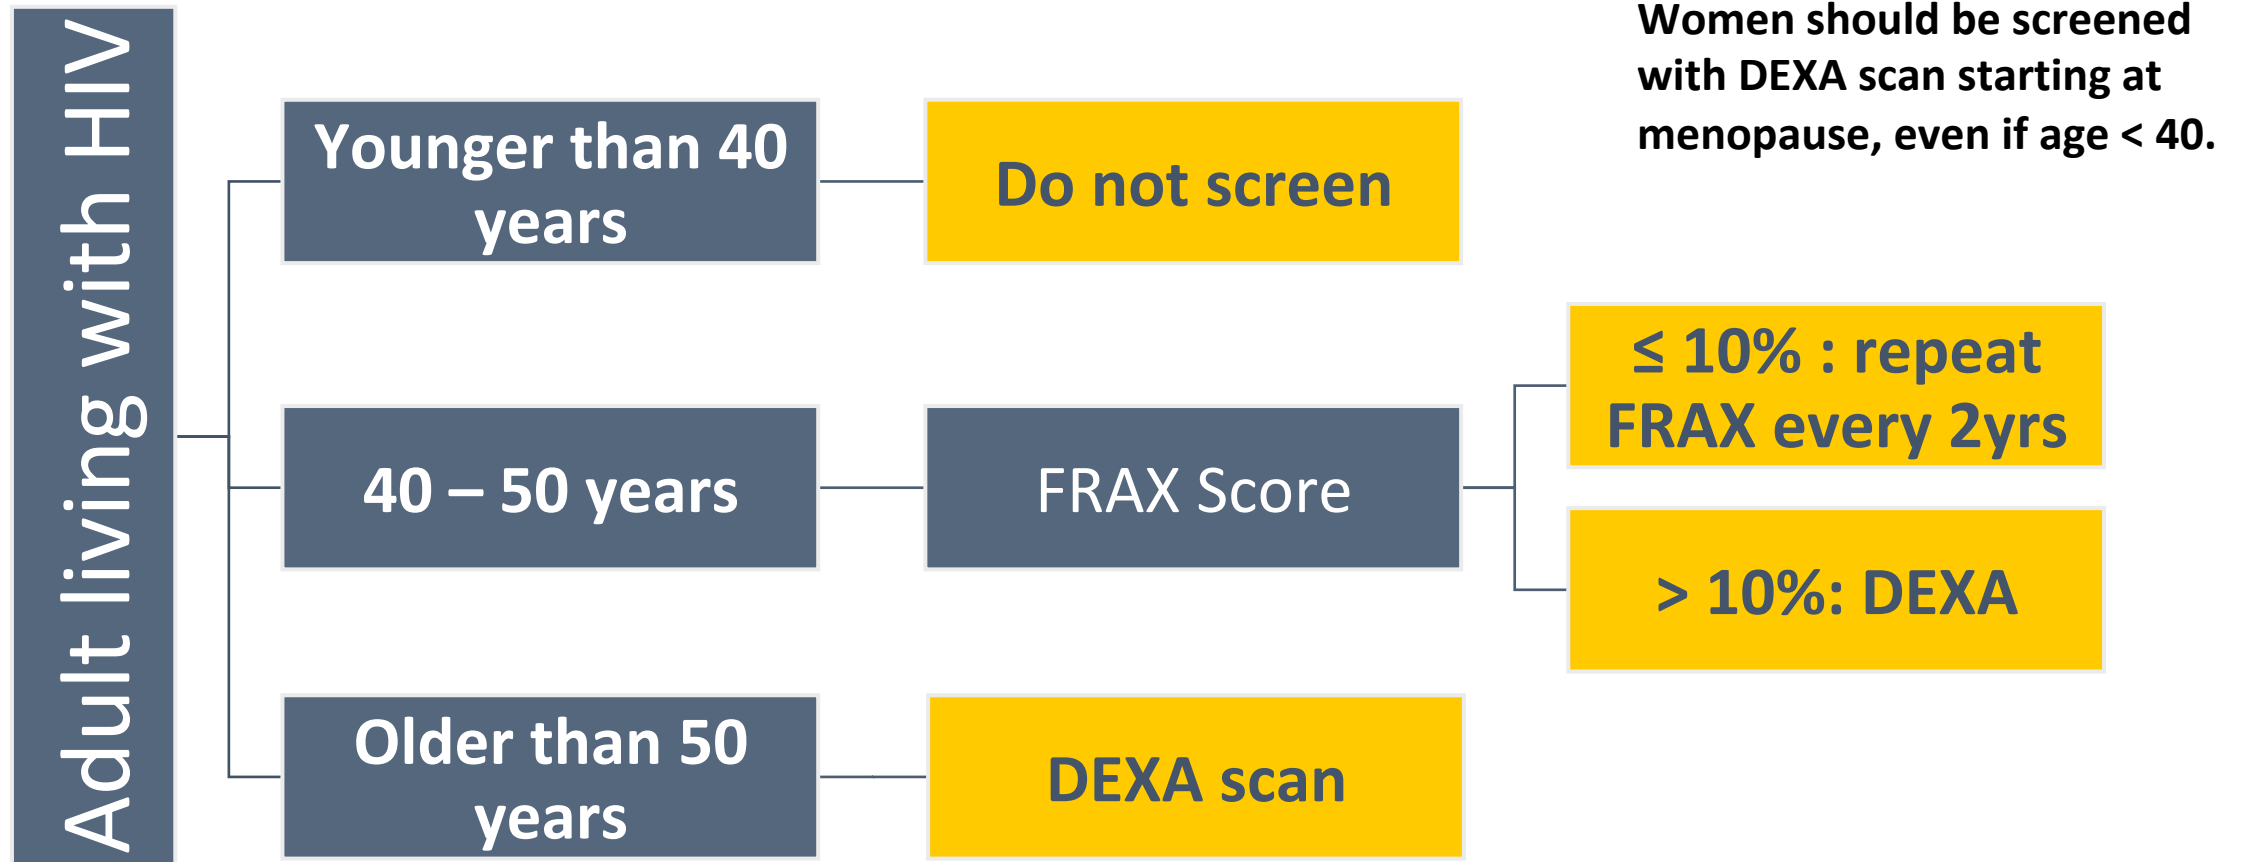 Adult living with HIV
Women should be screened
with DEXA scan starting at
menopause, even if age < 40.
Younger than 40
years
Do not screen
40 – 50 years
FRAX Score
≤ 10% : repeat
FRAX every 2yrs
> 10%: DEXA
Older than 50
years
DEXA scan